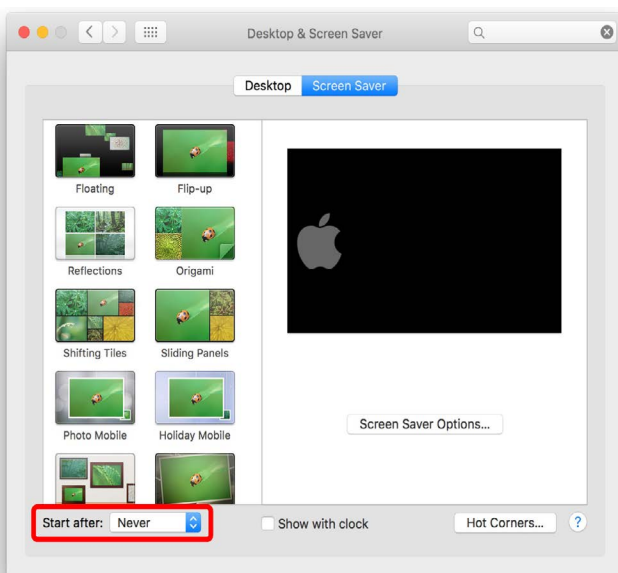 Desktop & Screen Saver
Desktop Screen Saver
Floating Flip-up
Reflections Origami
Shifting Tiles Sliding Panels
Photo Mobile Holiday Mobile
Screen Saver Options...
Start after: Never Show with clock Hot Corners... ?